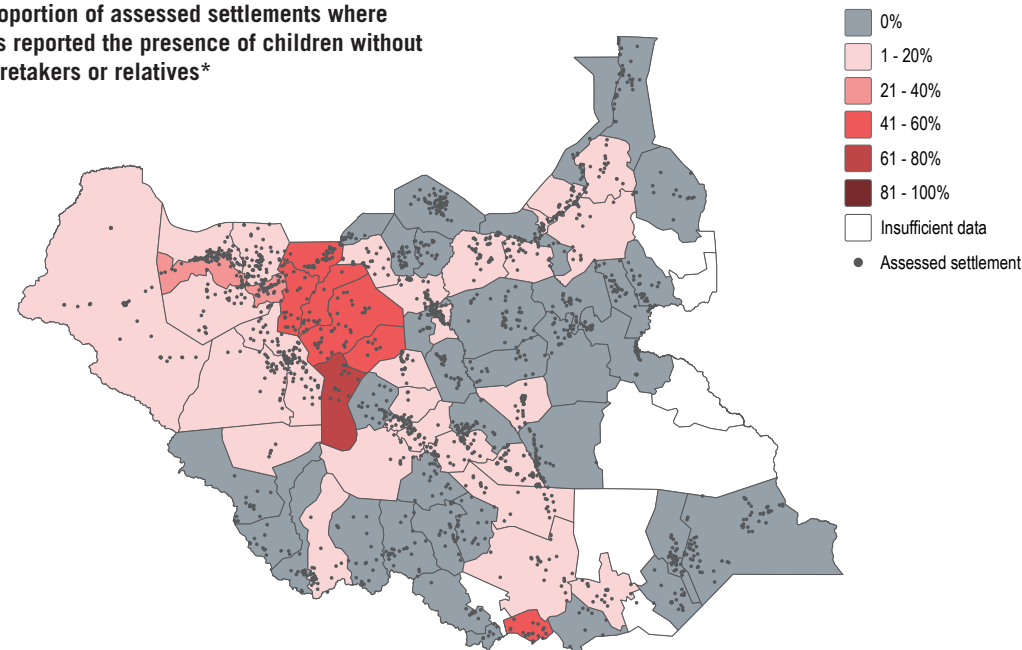 oportion of assessed settlements where
s reported the presence of children without
retakers or relatives*
0%
1 - 20%
21 - 40%
41 - 60%
61 - 80%
81 - 100%
Insufficient data
Assessed settlement